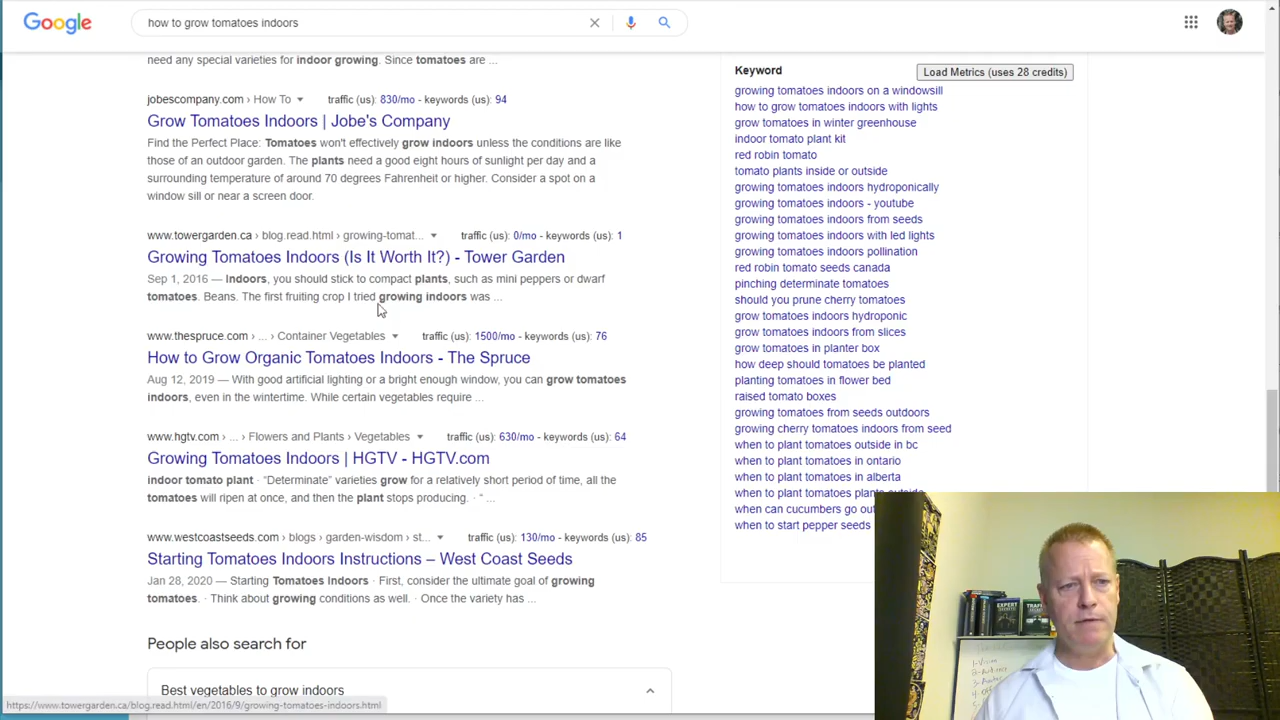 Google
how to grow tomatoes indoors
need any special varieties for indoor growing. Since tomatoes are ...
jobescompany.com › How To traffic (us): 830/mo - keywords (us): 94
Grow Tomatoes Indoors | Jobe's Company
Find the Perfect Place: Tomatoes won't effectively grow indoors unless the conditions are like
those of an outdoor garden. The plants need a good eight hours of sunlight per day and a
surrounding temperature of around 70 degrees Fahrenheit or higher. Consider a spot on a
window sill or near a screen door.
www.towergarden.ca › blog.read.html › growing-tomat... traffic (us): 0/mo - keywords (us): 1
Growing Tomatoes Indoors (Is It Worth It?) - Tower Garden
Sep 1, 2016 — Indoors, you should stick to compact plants, such as mini peppers or dwarf
tomatoes. Beans. The first fruiting crop I tried growing indoors was ...
www.thespruce.com › ... › Container Vegetables traffic (us): 1500/mo - keywords (us): 76
How to Grow Organic Tomatoes Indoors - The Spruce
Aug 12, 2019 — With good artificial lighting or a bright enough window, you can grow tomatoes
indoors, even in the wintertime. While certain vegetables require ...
www.hgtv.com › ... › Flowers and Plants › Vegetables traffic (us): 630/mo - keywords (us): 64
Growing Tomatoes Indoors | HGTV - HGTV.com
indoor tomato plant · “Determinate” varieties grow for a relatively short period of time, all the
tomatoes will ripen at once, and then the plant stops producing. · “ ...
www.westcoastseeds.com › blogs › garden-wisdom › st... traffic (us): 130/mo - keywords (us): 85
Starting Tomatoes Indoors Instructions – West Coast Seeds
Jan 28, 2020 — Starting Tomatoes Indoors · First, consider the ultimate goal of growing
tomatoes. · Think about growing conditions as well. · Once the variety has ...
People also search for
Best vegetables to grow indoors
https://www.towergarden.ca/blog.read.html/en/2016/9/growing-tomatoes-indoors.html
Keyword
Load Metrics (uses 28 credits)
growing tomatoes indoors on a windowsill
how to grow tomatoes indoors with lights
grow tomatoes in winter greenhouse
indoor tomato plant kit
red robin tomato
tomato plants inside or outside
growing tomatoes indoors hydroponically
growing tomatoes indoors - youtube
growing tomatoes indoors from seeds
growing tomatoes indoors with led lights
growing tomatoes indoors pollination
red robin tomato seeds canada
pinching determinate tomatoes
should you prune cherry tomatoes
growing tomatoes indoors hydroponic
growing tomatoes indoors from slices
grow tomatoes in planter box
how deep should tomatoes be planted
planting tomatoes in flower bed
raised tomato boxes
growing tomatoes from seeds outdoors
growing cherry tomatoes indoors from seed
when to plant tomatoes outside in bc
when to plant tomatoes in ontario
when to plant tomatoes in alberta
when to plant tomatoes plants outside
when can cucumbers go out
when to start pepper seeds
EXPERT